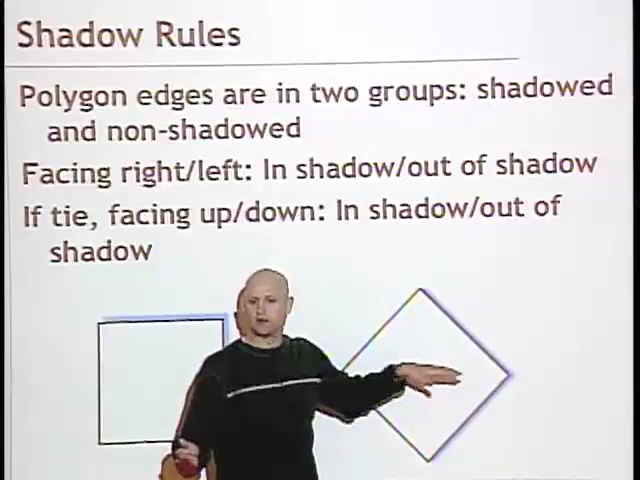 Shadow Rules
Polygon edges are in two groups: shadowed
and non-shadowed
Facing right/left: In shadow/out of shadow
If tie, facing up/down: In shadow/out of
shadow